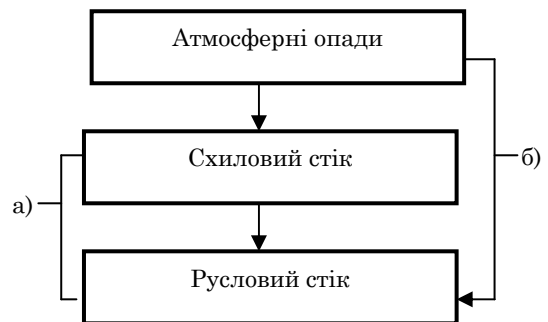 Атмосферні опади
Схиловий стік
а)
б)
Русловий стік